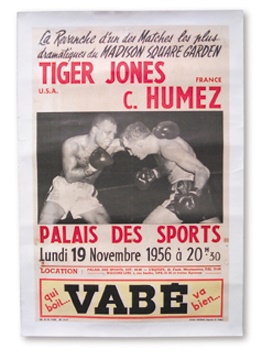 La Revanche d'un des Matches les plus
dramatiques du MADISON SQUARE GARDEN
TIGER JONES
U.S.A.
FRANCE
C. HUMEZ
PALAIS DES SPORTS
Lundi 19 Novembre 1956 à 20H30
LOCATION :
qui
boit...
VABÉ
va
bien...